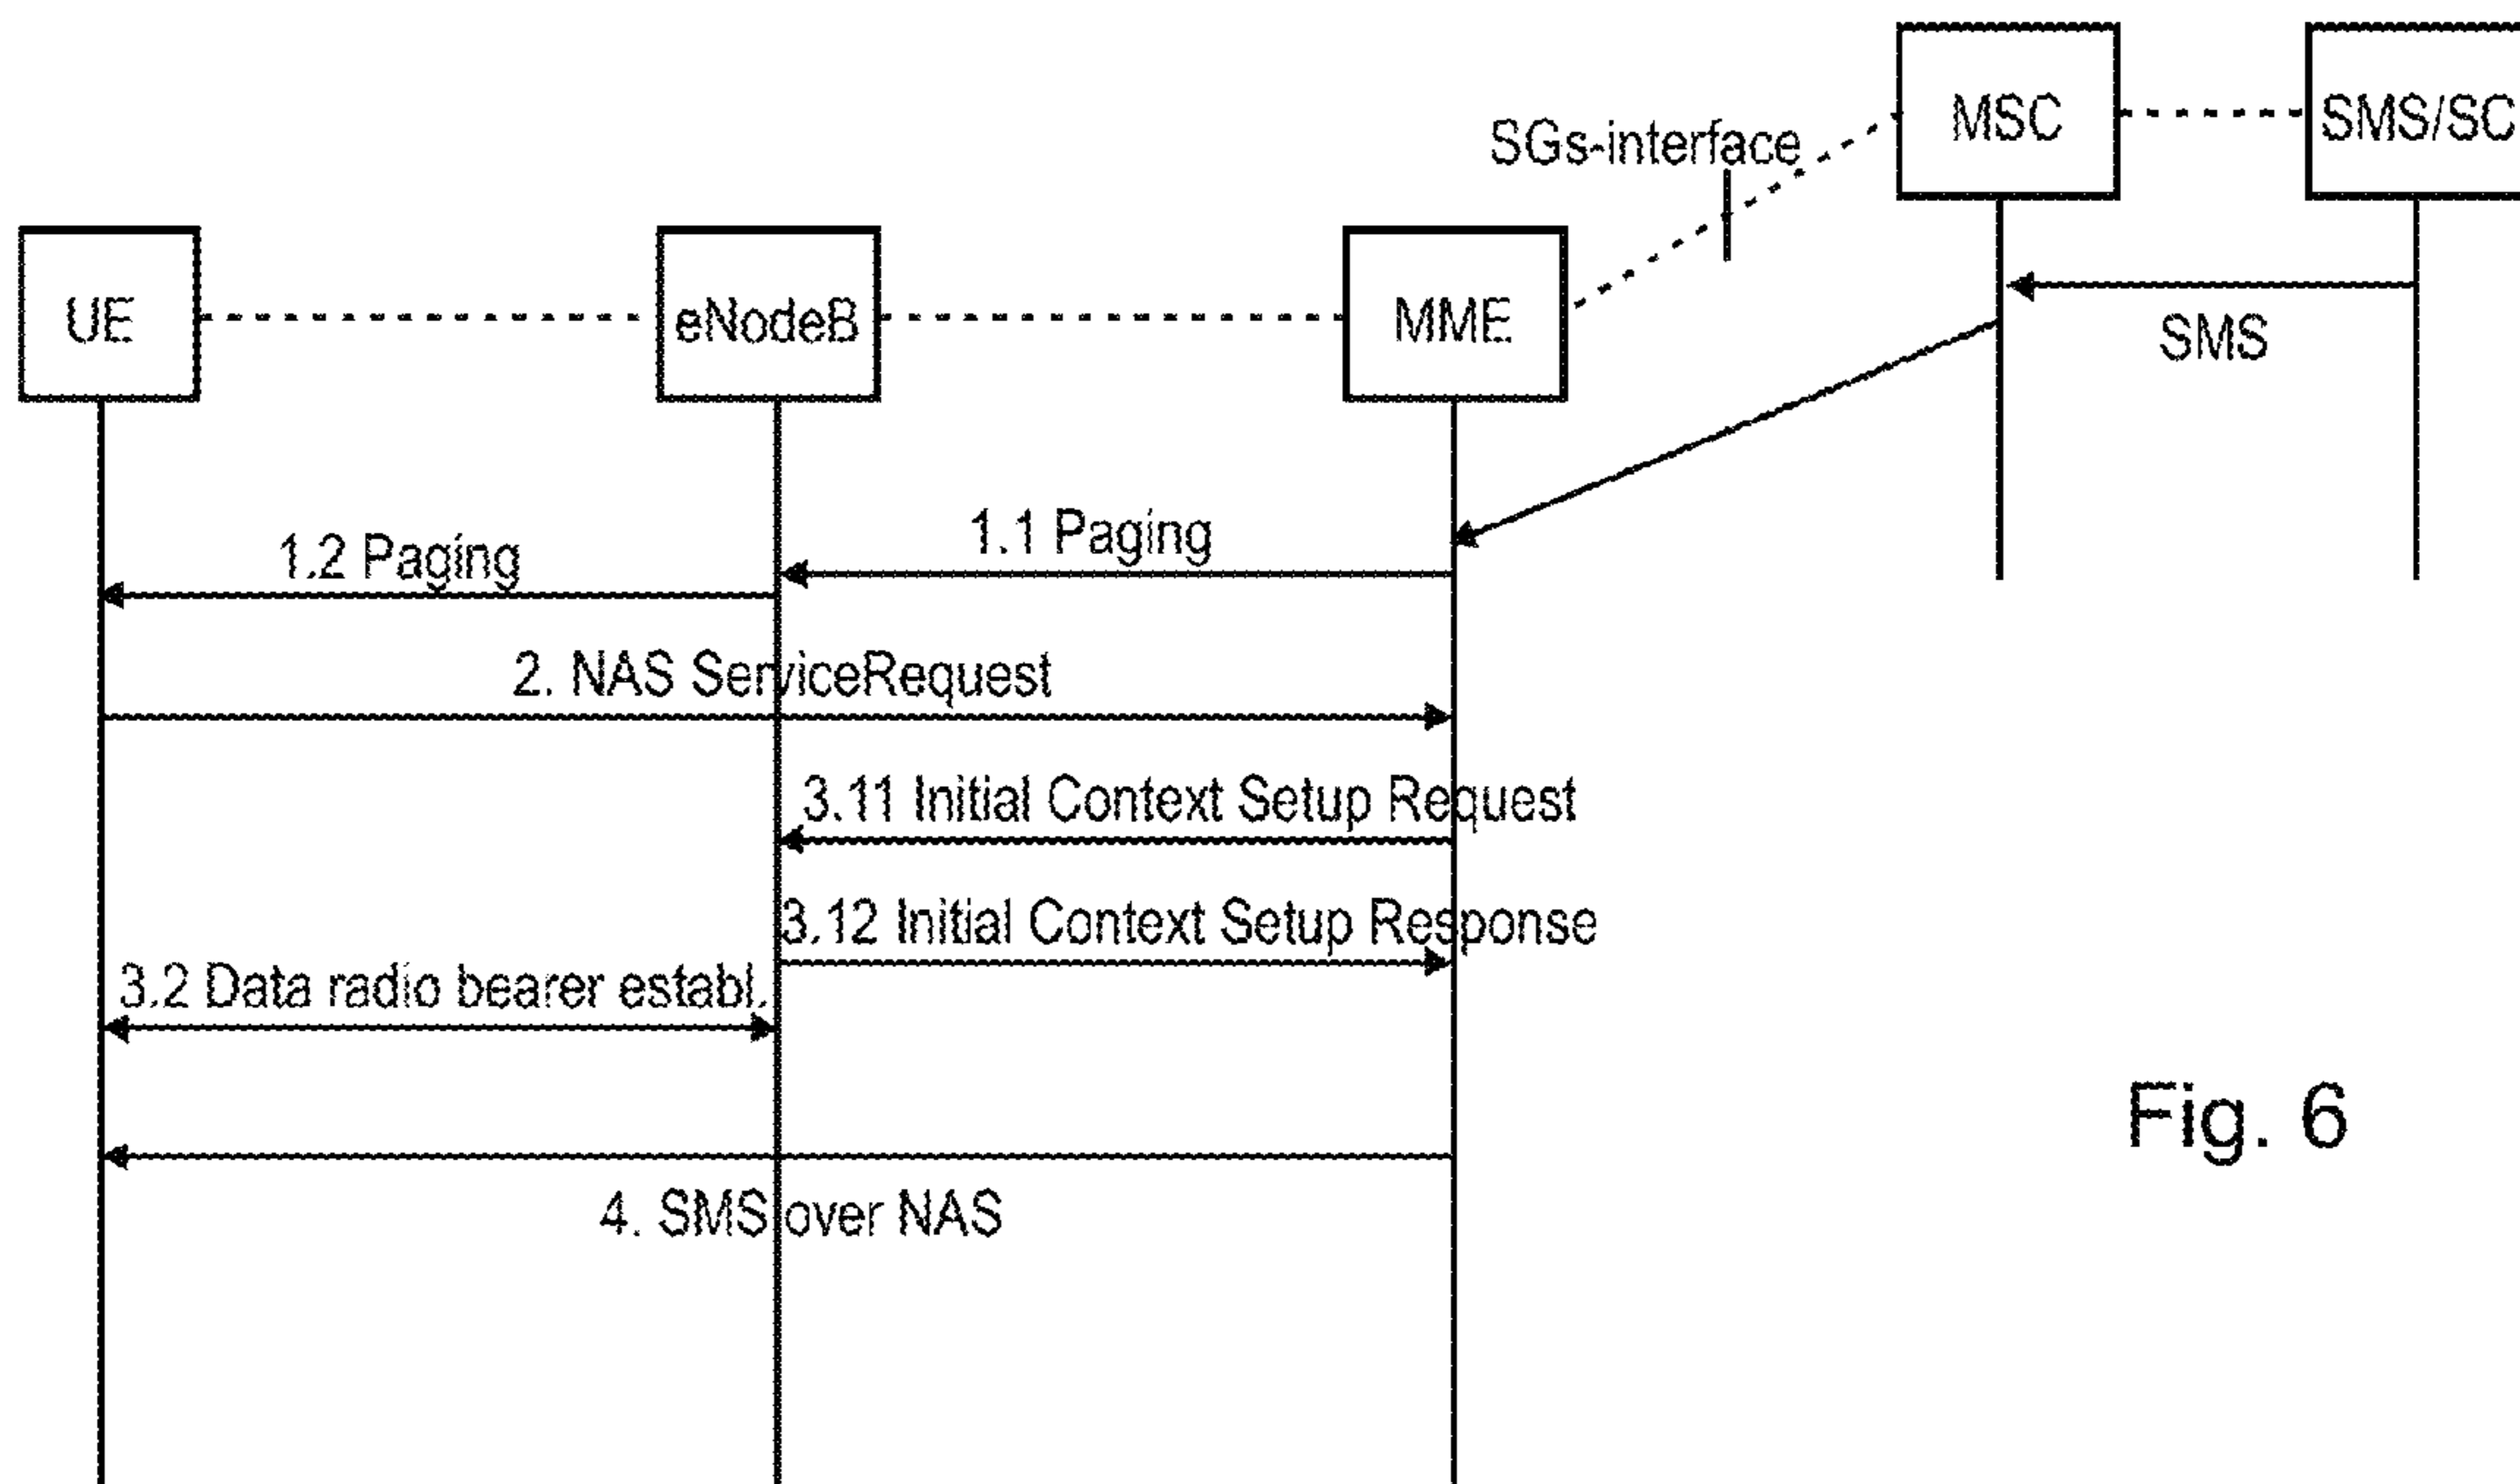 MSC
SMS/SC
SGs-interface
UE
eNodeB
MME
SMS
1.1 Paging
1.2 Paging
2. NAS ServiceRequest
3.11 Initial Context Setup Request
3.12 Initial Context Setup Response
3.2 Data radio bearer establ.
Fig. 6
4. SMS over NAS